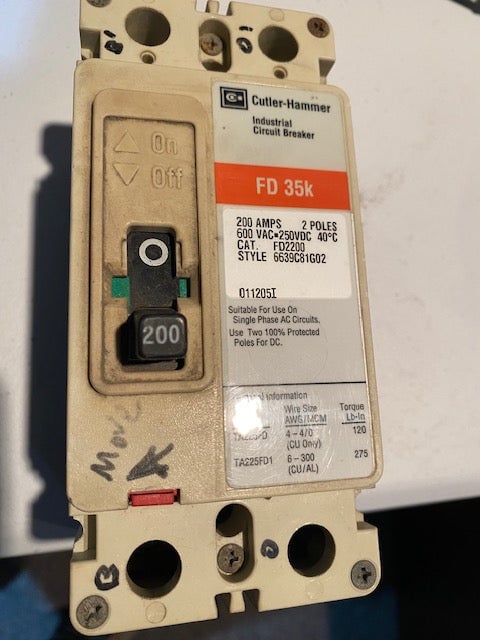 Cutler-Hammer
Industrial
Circuit Breaker
On
Off
FD 35k
200 AMPS 2 POLES
600 VAC▪250VDC 40°C
CAT. FD2200
STYLE 6639C81G02
011205I
Suitable For Use On
Single Phase AC Circuits.
Use Two 100% Protected
Poles For DC.
O
200
information
Wire Size Torque
AWG/MCM Lb-In
4-4/0 120
(CU Only)
TA225FD1 6-300 275
(CU/AL)